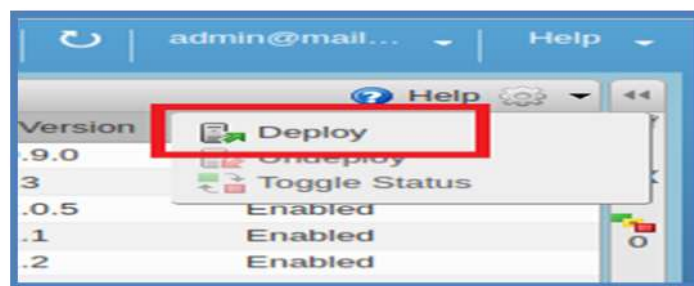 admin@mail... Help
Help
Version
Deploy
.9.0
Undeploy
3
Toggle Status
.0.5 Enabled
.1 Enabled
0
.2 Enabled